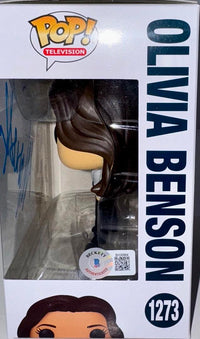 POP!
TELEVISION
OLIVIA BENSON
1273
BECKETT